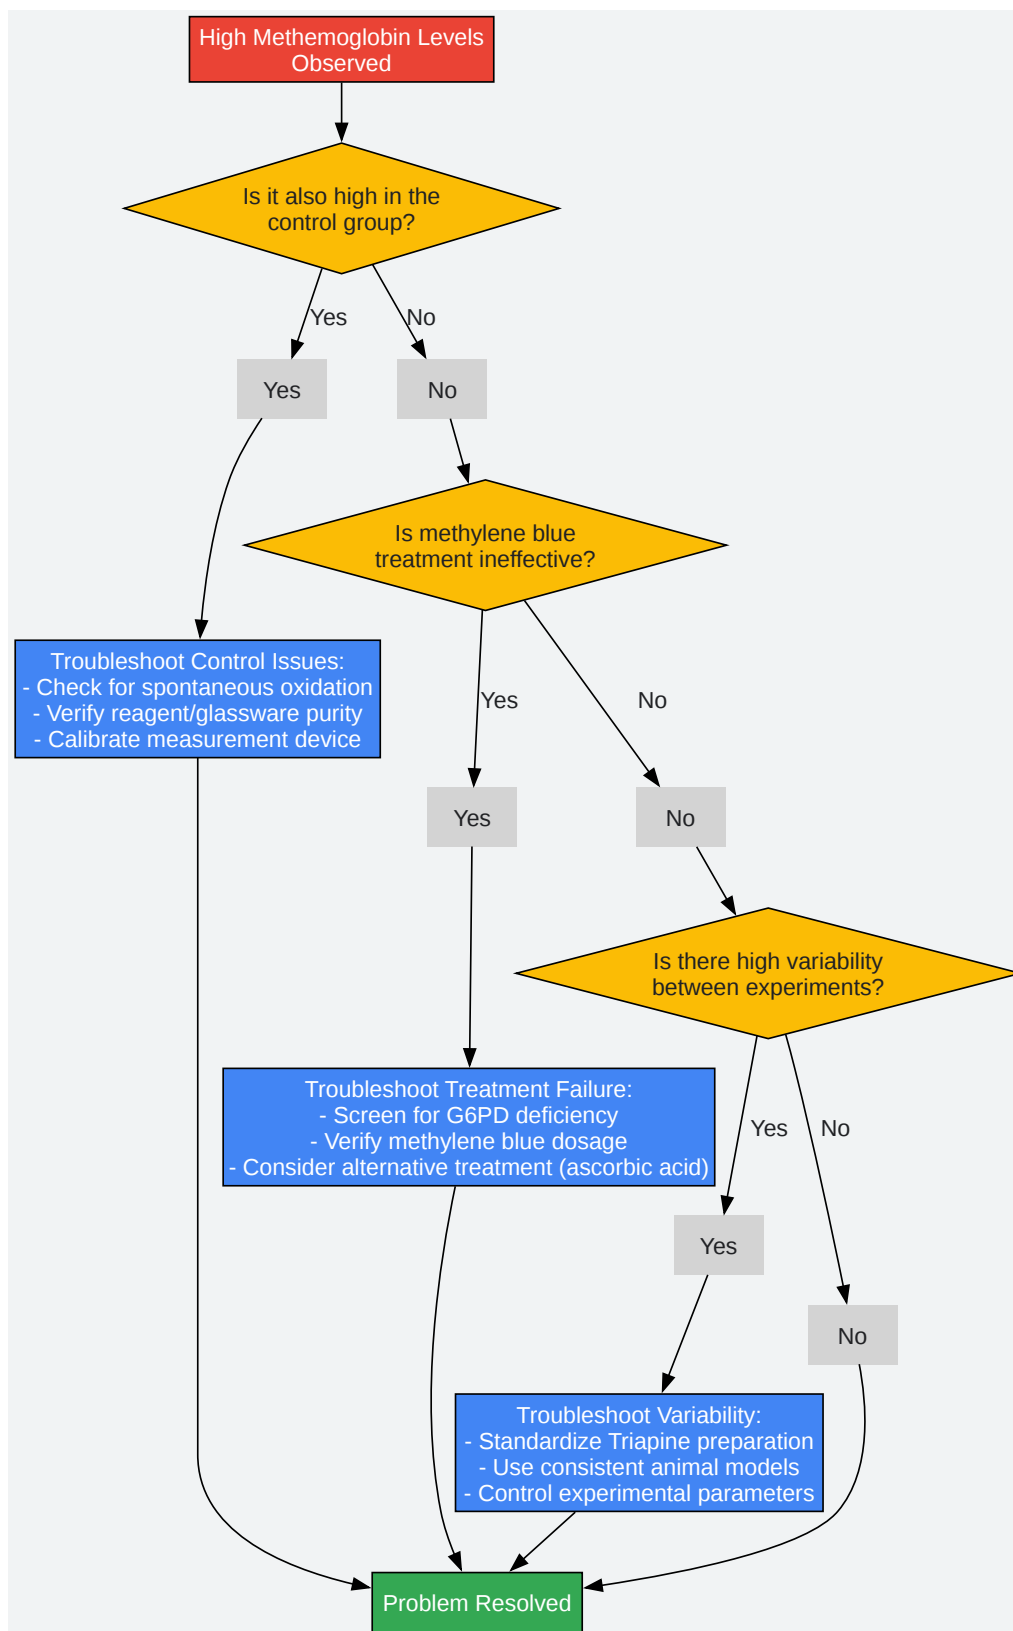 High Methemoglobin Levels
Observed
Is it also high in the
control group?
Yes
No
Yes
No
Is methylene blue
treatment ineffective?
Troubleshoot Control Issues:
- Check for spontaneous oxidation
- Verify reagent/glassware purity
- Calibrate measurement device
Yes
No
Yes
No
Is there high variability
between experiments?
Troubleshoot Treatment Failure:
- Screen for G6PD deficiency
- Verify methylene blue dosage
- Consider alternative treatment (ascorbic acid)
Yes
No
Yes
No
Troubleshoot Variability:
- Standardize Triapine preparation
- Use consistent animal models
- Control experimental parameters
Problem Resolved